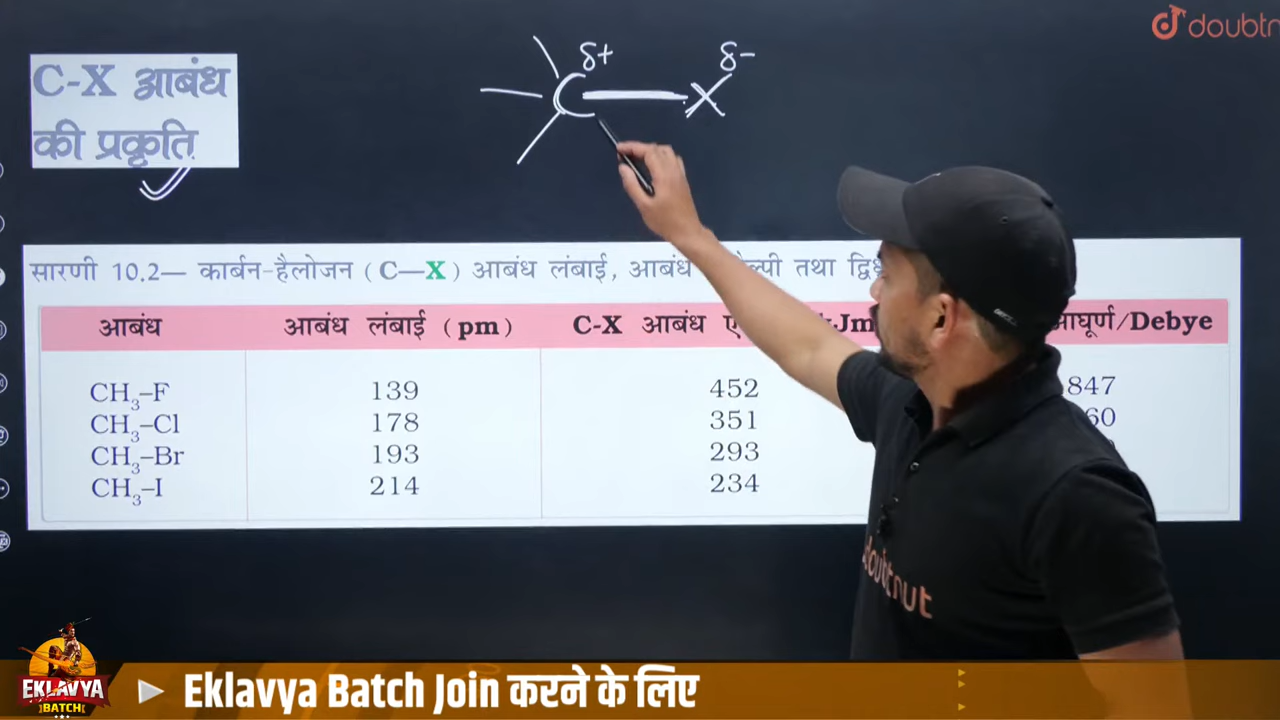 doubtn
C-X आबंध
की प्रकृति
δ+ δ−
C X
सारणी 10.2— कार्बन-हैलोजन (C—X) आबंध लंबाई, आबंध तथा
आबंध आबंध लंबाई (pm) C-X आबंध आघूर्ण/Debye
CH₃–F 139 452 847
CH₃–Cl 178 351 60
CH₃–Br 193 293
CH₃–I 214 234
doubtnut
EKLAVYA
BATCH
Eklavya Batch Join करने के लिए